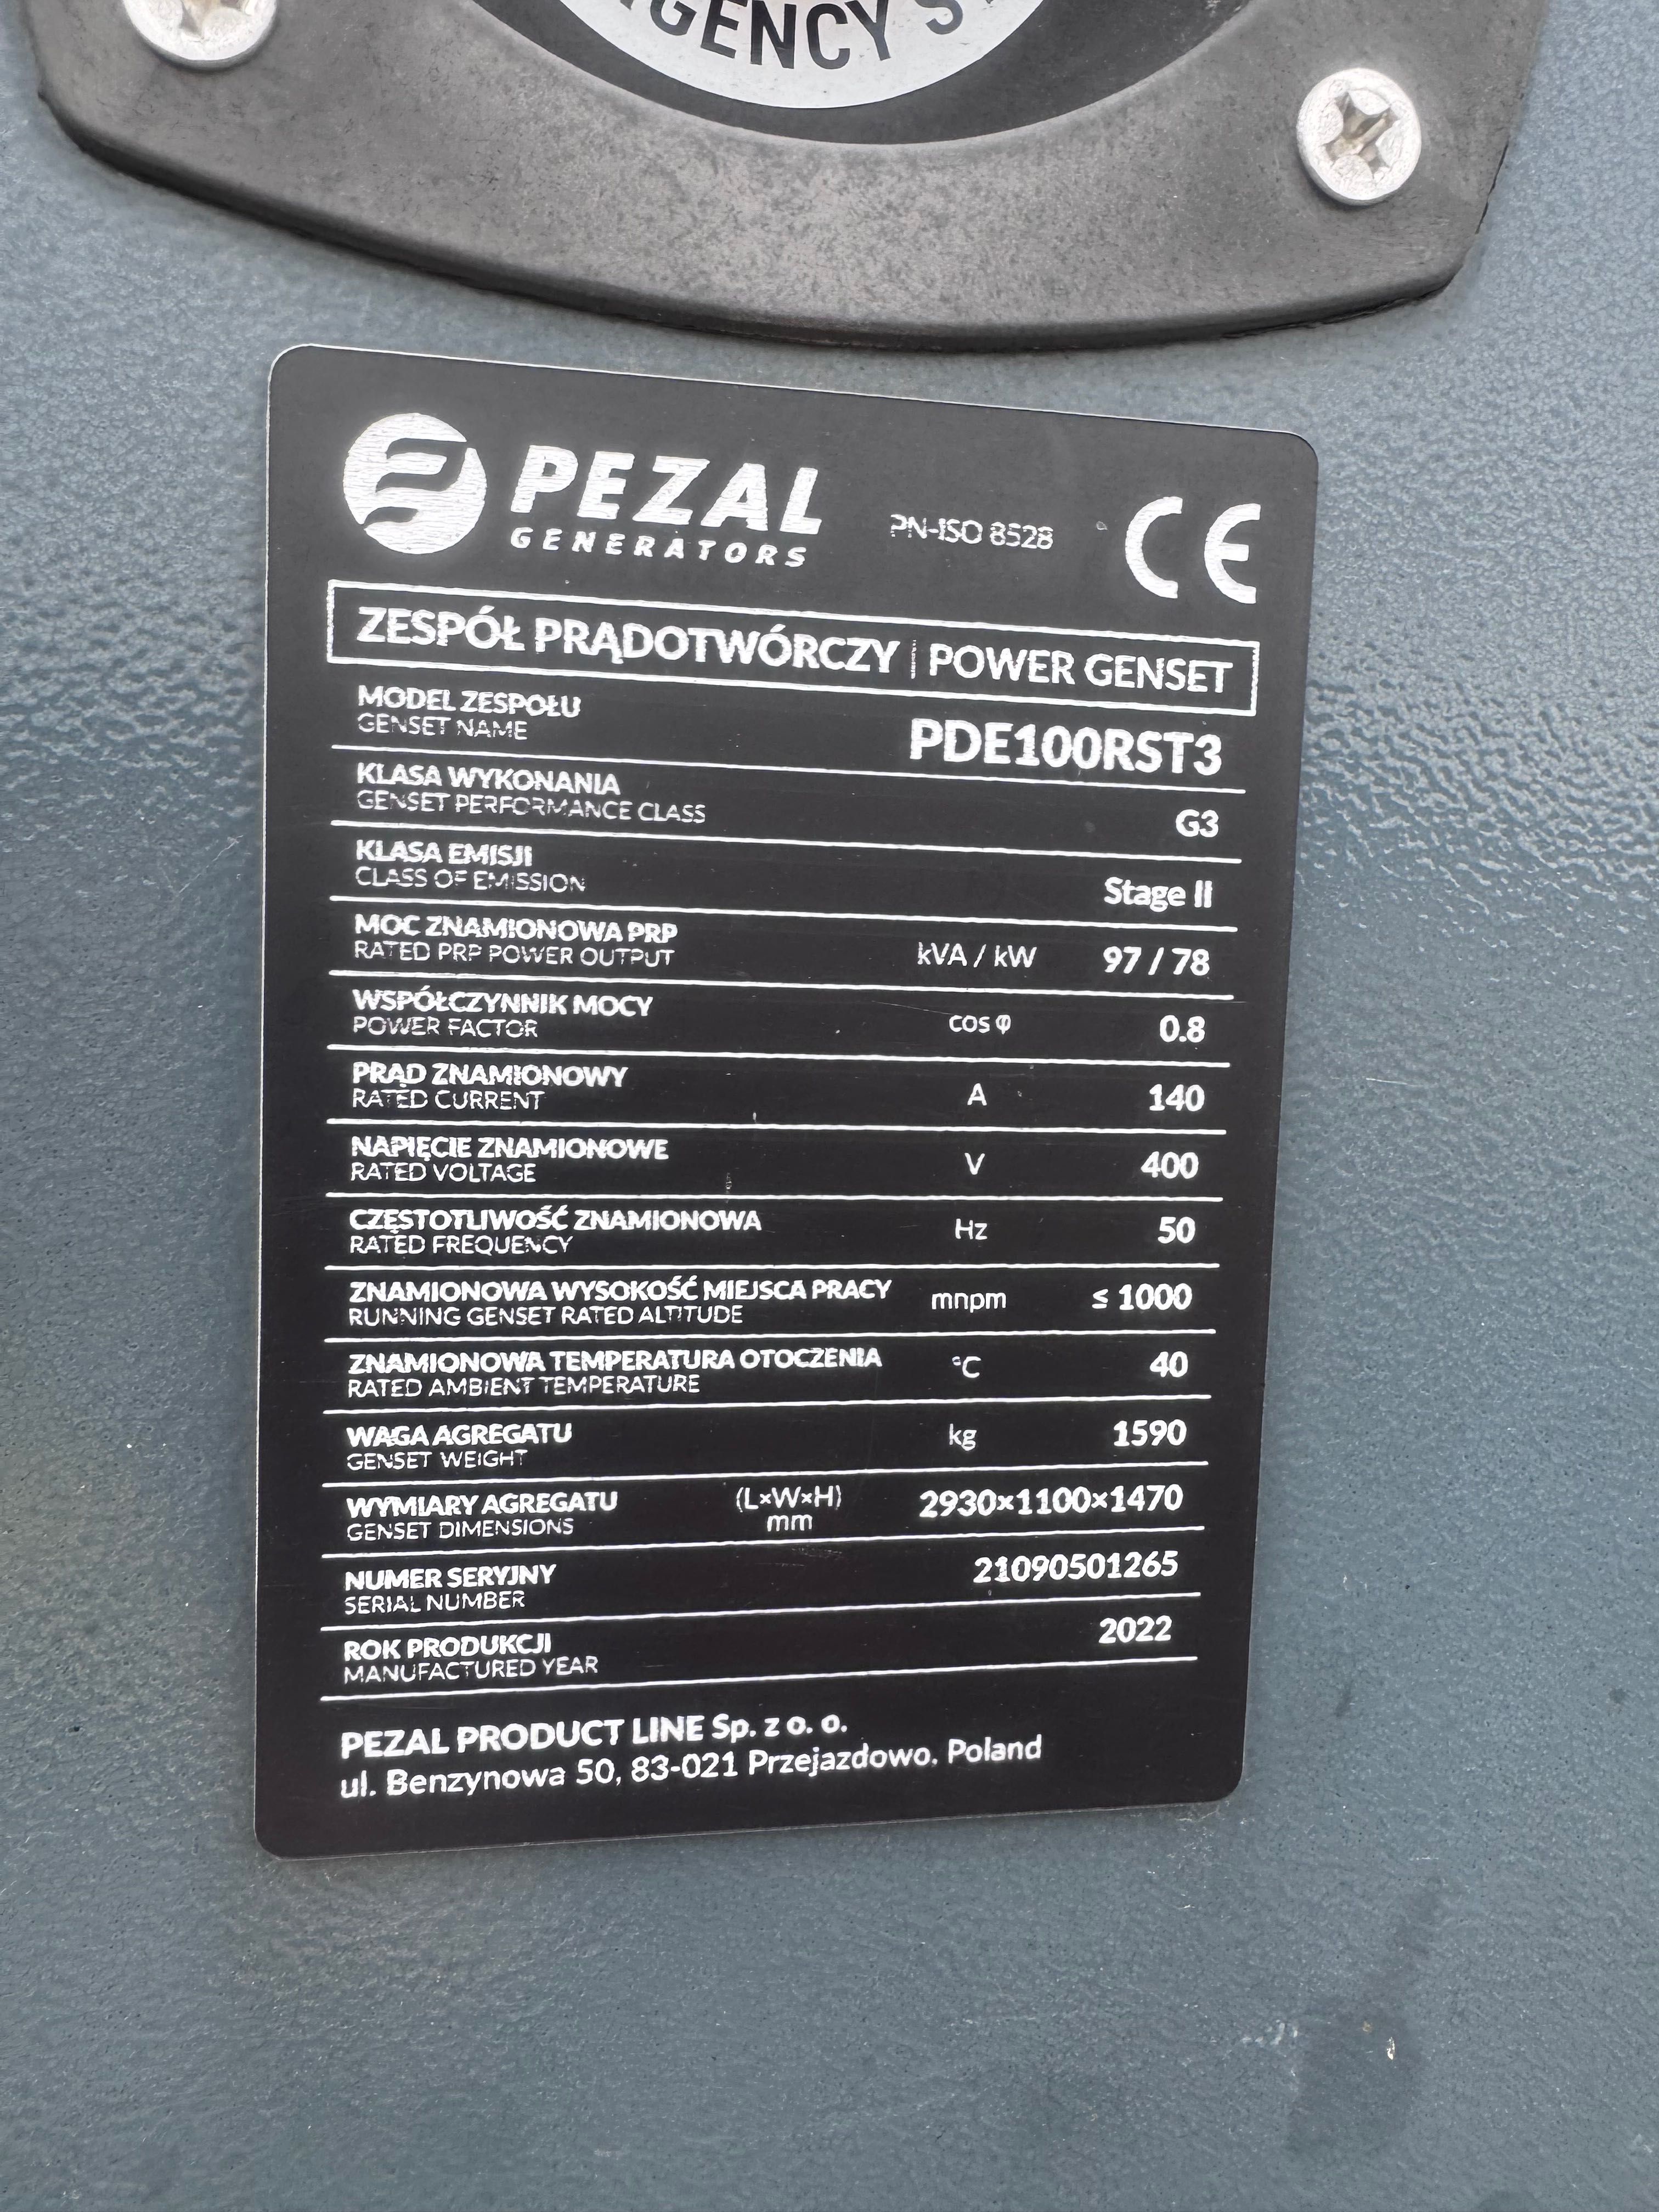 GENCY S
PEZAL
GENERATORS
PN-ISO 8528
CE
ZESPÓŁ PRĄDOTWÓRCZY | POWER GENSET
MODEL ZESPOŁU
GENSET NAME
PDE100RST3
KLASA WYKONANIA
GENSET PERFORMANCE CLASS
G3
KLASA EMISJI
CLASS OF EMISSION
Stage II
MOC ZNAMIONOWA PRP
RATED PRP POWER OUTPUT
kVA / kW 97 / 78
WSPÓŁCZYNNIK MOCY
POWER FACTOR
cos φ 0.8
PRĄD ZNAMIONOWY
RATED CURRENT
A 140
NAPIĘCIE ZNAMIONOWE
RATED VOLTAGE
V 400
CZĘSTOTLIWOŚĆ ZNAMIONOWA
RATED FREQUENCY
Hz 50
ZNAMIONOWA WYSOKOŚĆ MIEJSCA PRACY
RUNNING GENSET RATED ALTITUDE
mnpm ≤ 1000
ZNAMIONOWA TEMPERATURA OTOCZENIA
RATED AMBIENT TEMPERATURE
°C 40
WAGA AGREGATU
GENSET WEIGHT
kg 1590
WYMIARY AGREGATU
GENSET DIMENSIONS
(L×W×H)
mm
2930×1100×1470
NUMER SERYJNY
SERIAL NUMBER
21090501265
ROK PRODUKCJI
MANUFACTURED YEAR
2022
PEZAL PRODUCT LINE Sp. z o. o.
ul. Benzynowa 50, 83-021 Przejazdowo, Poland